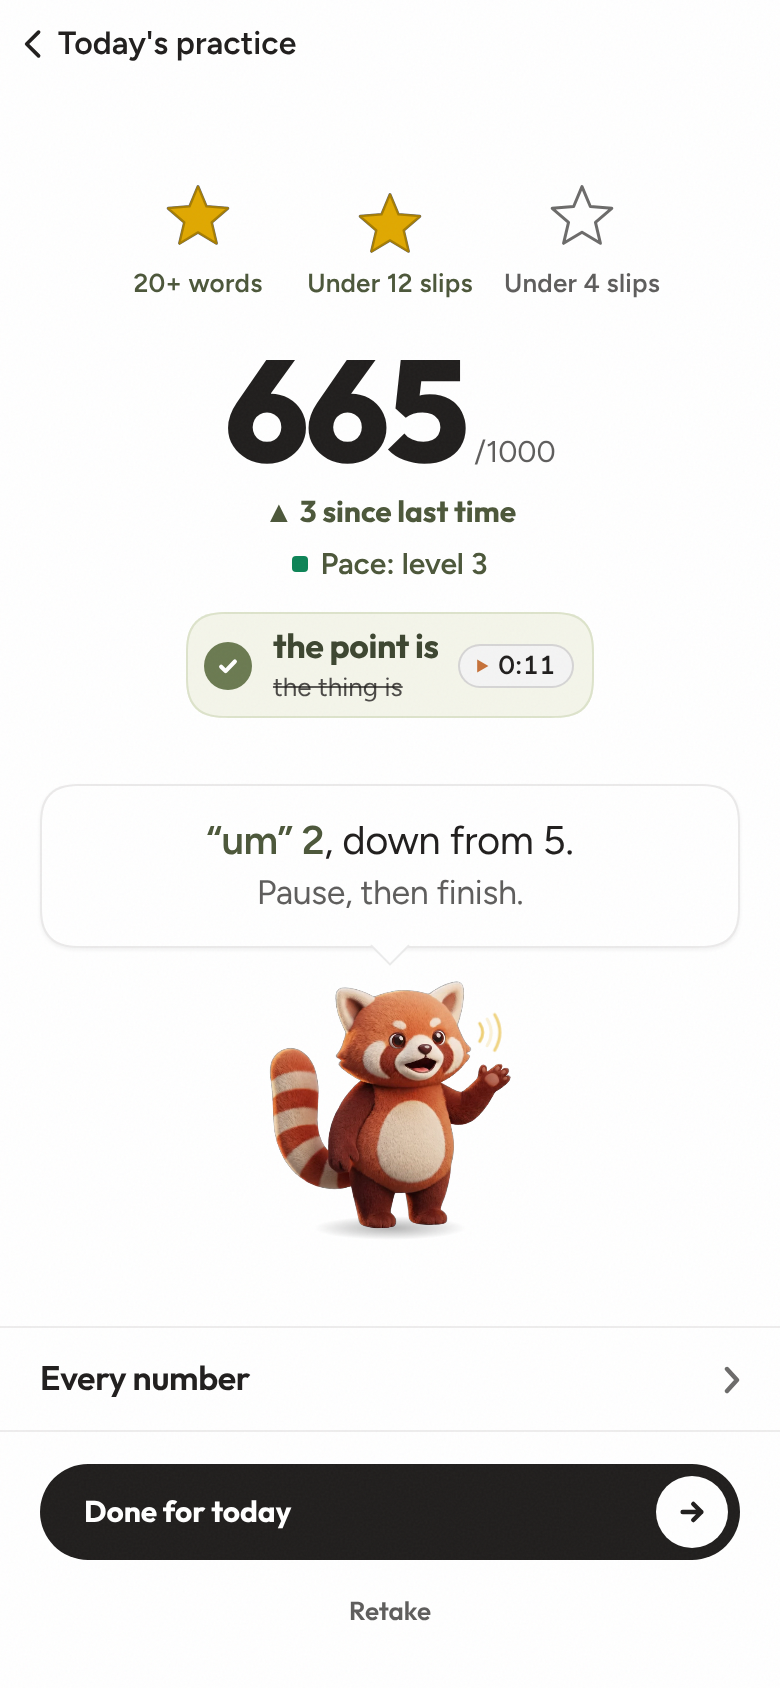 Today's practice
20+ words
Under 12 slips
Under 4 slips
665/1000
▲ 3 since last time
Pace: level 3
the point is
the thing is
0:11
“um” 2, down from 5.
Pause, then finish.
Every number
Done for today
Retake